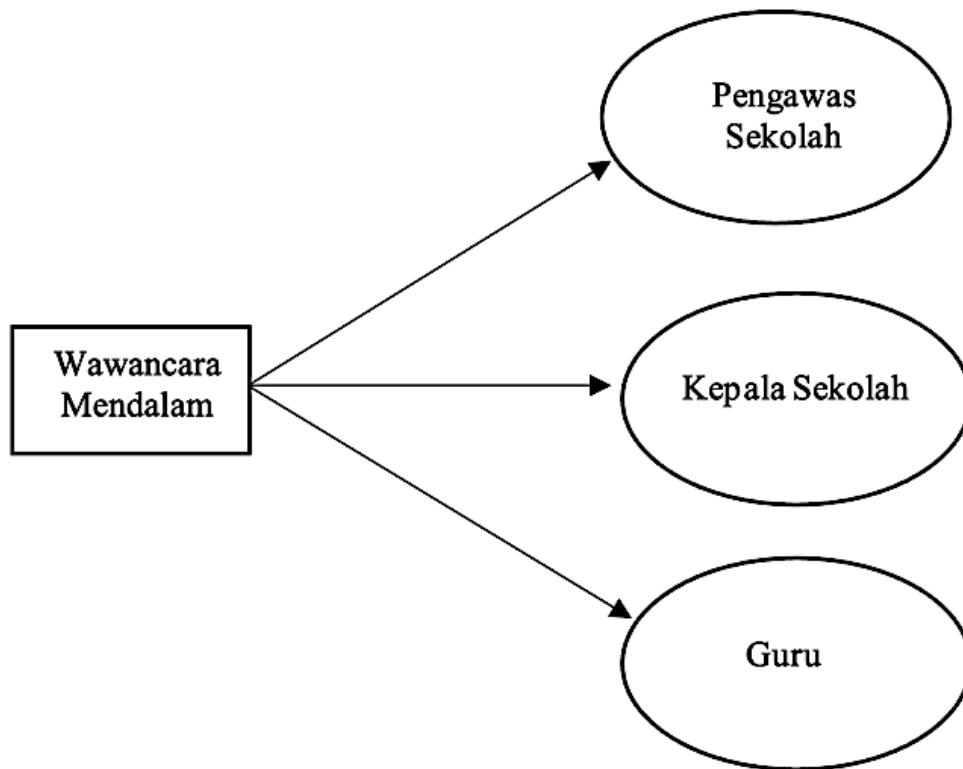 Pengawas
Sekolah
Wawancara
Mendalam
Kepala Sekolah
Guru